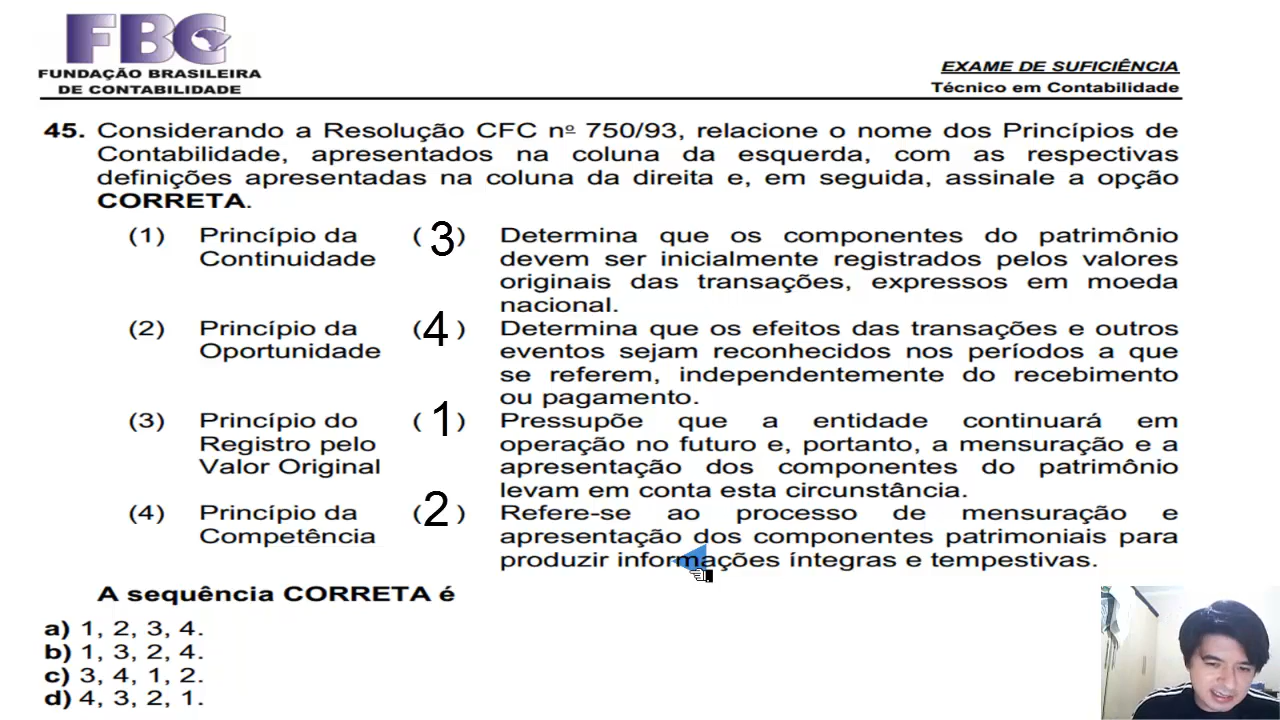 FBC
FUNDAÇÃO BRASILEIRA
DE CONTABILIDADE
EXAME DE SUFICIÊNCIA
Técnico em Contabilidade
45. Considerando a Resolução CFC nº 750/93, relacione o nome dos Princípios de
Contabilidade, apresentados na coluna da esquerda, com as respectivas
definições apresentadas na coluna da direita e, em seguida, assinale a opção
CORRETA.
(1) Princípio da ( 3 ) Determina que os componentes do patrimônio
Continuidade devem ser inicialmente registrados pelos valores
originais das transações, expressos em moeda
nacional.
(2) Princípio da ( 4 ) Determina que os efeitos das transações e outros
Oportunidade eventos sejam reconhecidos nos períodos a que
se referem, independentemente do recebimento
ou pagamento.
(3) Princípio do ( 1 ) Pressupõe que a entidade continuará em
Registro pelo operação no futuro e, portanto, a mensuração e a
Valor Original apresentação dos componentes do patrimônio
levam em conta esta circunstância.
(4) Princípio da ( 2 ) Refere-se ao processo de mensuração e
Competência apresentação dos componentes patrimoniais para
produzir informações íntegras e tempestivas.
A sequência CORRETA é
a) 1, 2, 3, 4.
b) 1, 3, 2, 4.
c) 3, 4, 1, 2.
d) 4, 3, 2, 1.